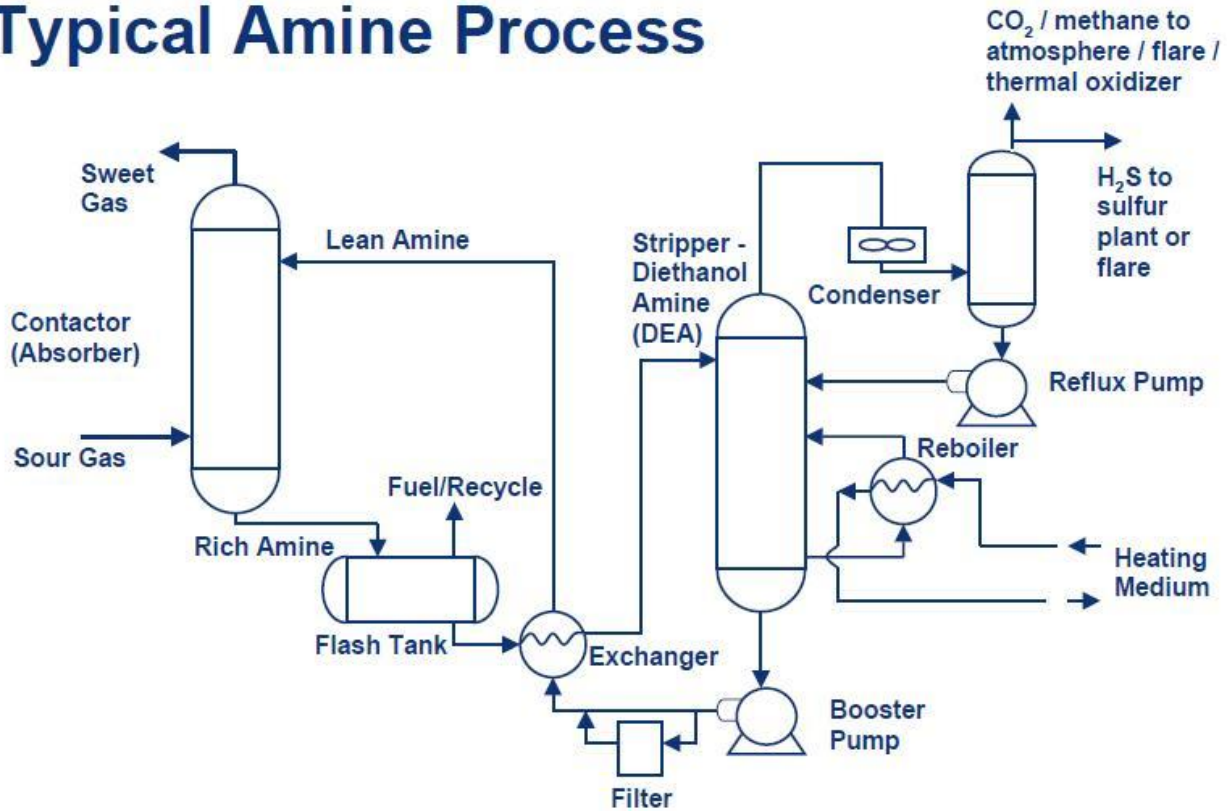 Typical Amine Process
CO₂ / methane to
atmosphere / flare /
thermal oxidizer
Sweet
Gas
H₂S to
sulfur
plant or
flare
Lean Amine
Stripper -
Diethanol
Amine
(DEA)
Condenser
Contactor
(Absorber)
Reflux Pump
Sour Gas
Reboiler
Fuel/Recycle
Rich Amine
Heating
Medium
Flash Tank
Exchanger
Booster
Pump
Filter